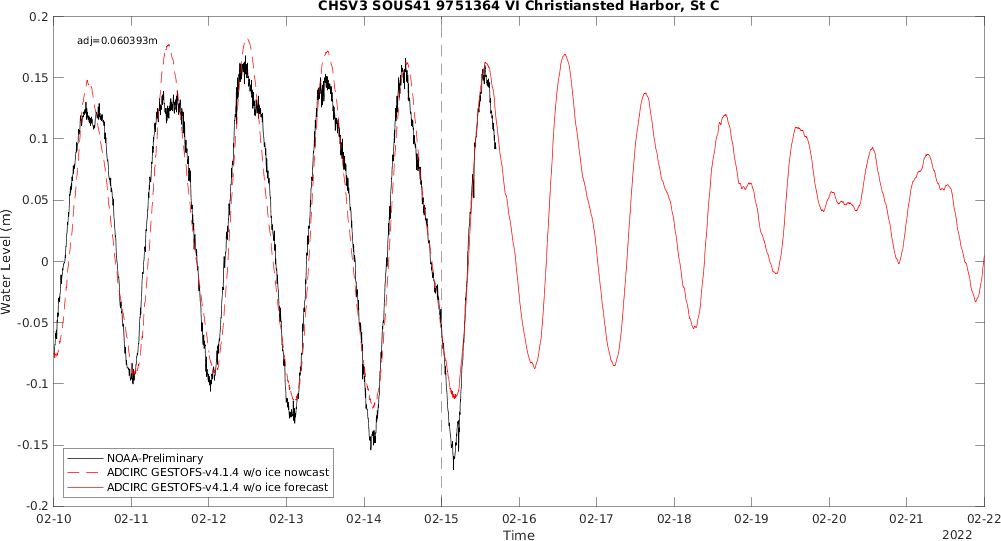 CHSV3 SOUS41 9751364 VI Christiansted Harbor, St C
adj=0.060393m
0.2
0.15
0.1
0.05
0
-0.05
-0.1
-0.15
-0.2
Water Level (m)
NOAA-Preliminary
ADCIRC GESTOFS-v4.1.4 w/o ice nowcast
ADCIRC GESTOFS-v4.1.4 w/o ice forecast
02-10 02-11 02-12 02-13 02-14 02-15 02-16 02-17 02-18 02-19 02-20 02-21 02-22
Time
2022